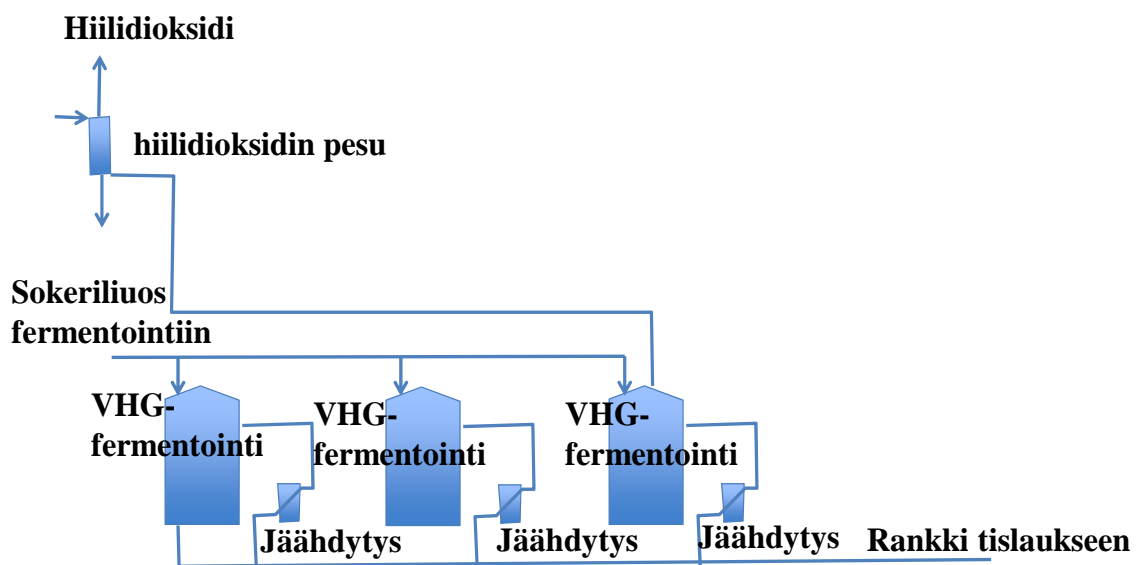 Hiilidioksidi
hiilidioksidin pesu
Sokeriliuos
fermentointiin
VHG-
fermentointi
VHG-
fermentointi
VHG-
fermentointi
Jäähdytys
Jäähdytys
Jäähdytys
Rankki tislaukseen